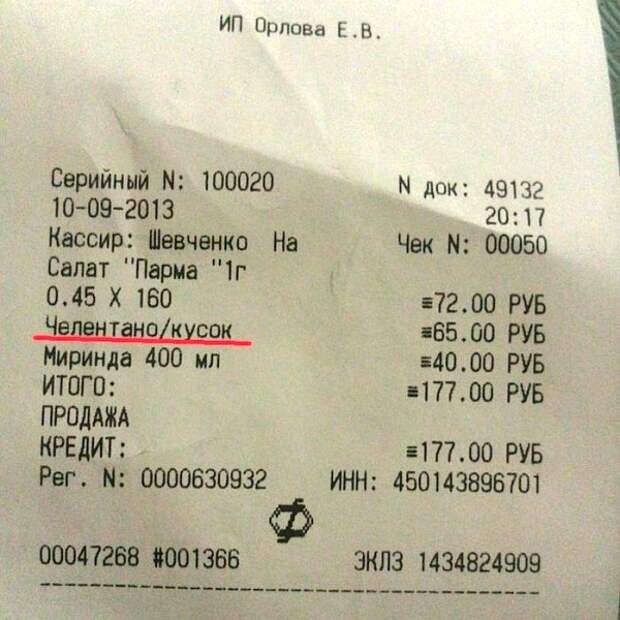 ИП Орлова Е.В.
Серийный N: 100020 N док: 49132
10-09-2013 20:17
Кассир: Шевченко На Чек N: 00050
Салат "Парма "1г
0.45 X 160 ≡72.00 РУБ
Челентано/кусок ≡65.00 РУБ
Миринда 400 мл ≡40.00 РУБ
ИТОГО: ≡177.00 РУБ
ПРОДАЖА
КРЕДИТ: ≡177.00 РУБ
Рег. N: 0000630932 ИНН: 450143896701
00047268 #001366 ЭКЛЗ 1434824909